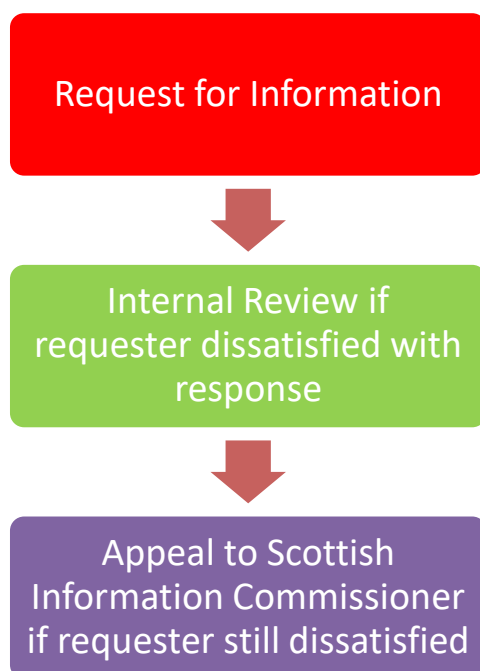 Request for Information
Internal Review if
requester dissatisfied with
response
Appeal to Scottish
Information Commissioner
if requester still dissatisfied